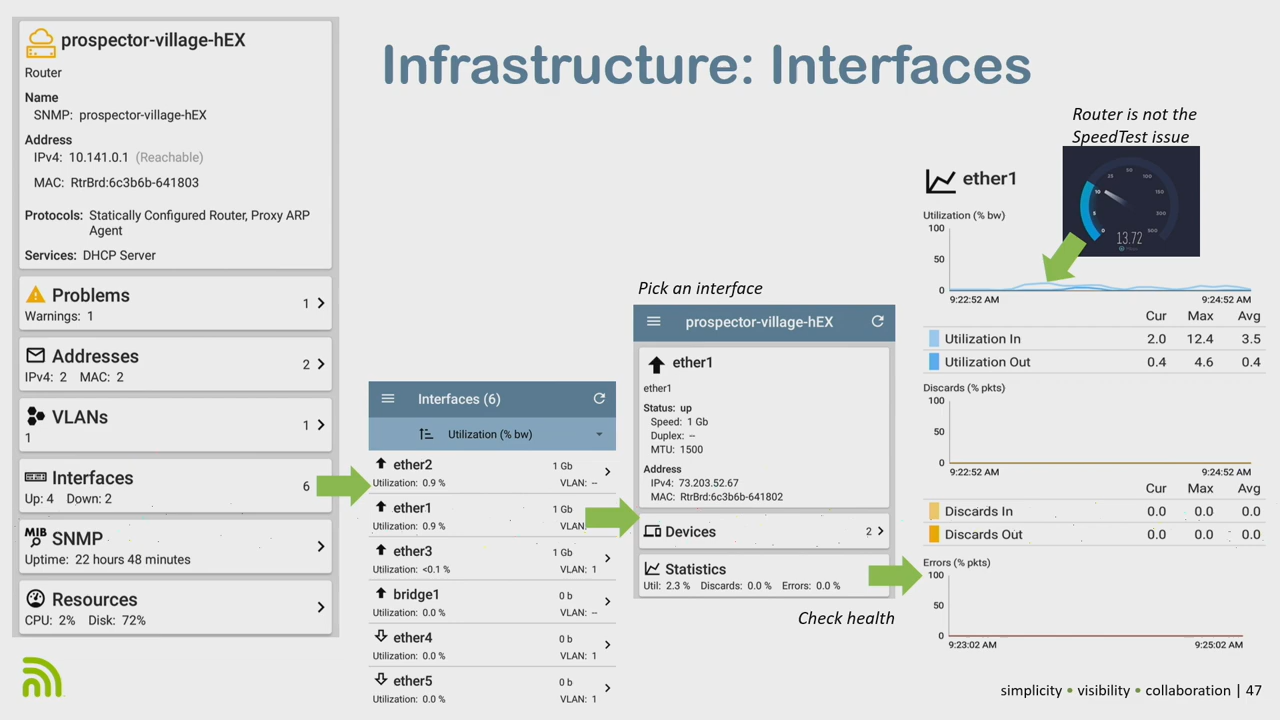 Infrastructure: Interfaces
prospector-village-hEX
Router
Name
SNMP: prospector-village-hEX
Address
IPv4: 10.141.0.1 (Reachable)
MAC: RtrBrd:6c3b6b-641803
Protocols: Statically Configured Router, Proxy ARP
Agent
Services: DHCP Server
Problems
Warnings: 1
1
Addresses
IPv4: 2 MAC: 2
2
VLANs
1
1
Interfaces
Up: 4 Down: 2
6
MIB
SNMP
Uptime: 22 hours 48 minutes
Resources
CPU: 2% Disk: 72%
Interfaces (6)
Utilization (% bw)
ether2 1 Gb
Utilization: 0.9 % VLAN: --
ether1 1 Gb
Utilization: 0.9 % VLAN:
ether3 1 Gb
Utilization: <0.1 % VLAN: 1
bridge1 0 b
Utilization: 0.0 % VLAN: --
ether4 0 b
Utilization: 0.0 % VLAN: 1
ether5 0 b
Utilization: 0.0 % VLAN: 1
Pick an interface
prospector-village-hEX
ether1
ether1
Status: up
Speed: 1 Gb
Duplex: --
MTU: 1500
Address
IPv4: 73.203.52.67
MAC: RtrBrd:6c3b6b-641802
Devices 2
Statistics
Util: 2.3 % Discards: 0.0 % Errors: 0.0 %
Check health
Router is not the
SpeedTest issue
0
5
10
25
50
100
150
300
500
13.72
ether1
Utilization (% bw)
100
50
0
9:22:52 AM 9:24:52 AM
Cur Max Avg
Utilization In 2.0 12.4 3.5
Utilization Out 0.4 4.6 0.4
Discards (% pkts)
100
50
0
9:22:52 AM 9:24:52 AM
Cur Max Avg
Discards In 0.0 0.0 0.0
Discards Out 0.0 0.0 0.0
Errors (% pkts)
100
50
0
9:23:02 AM 9:25:02 AM
simplicity • visibility • collaboration | 47